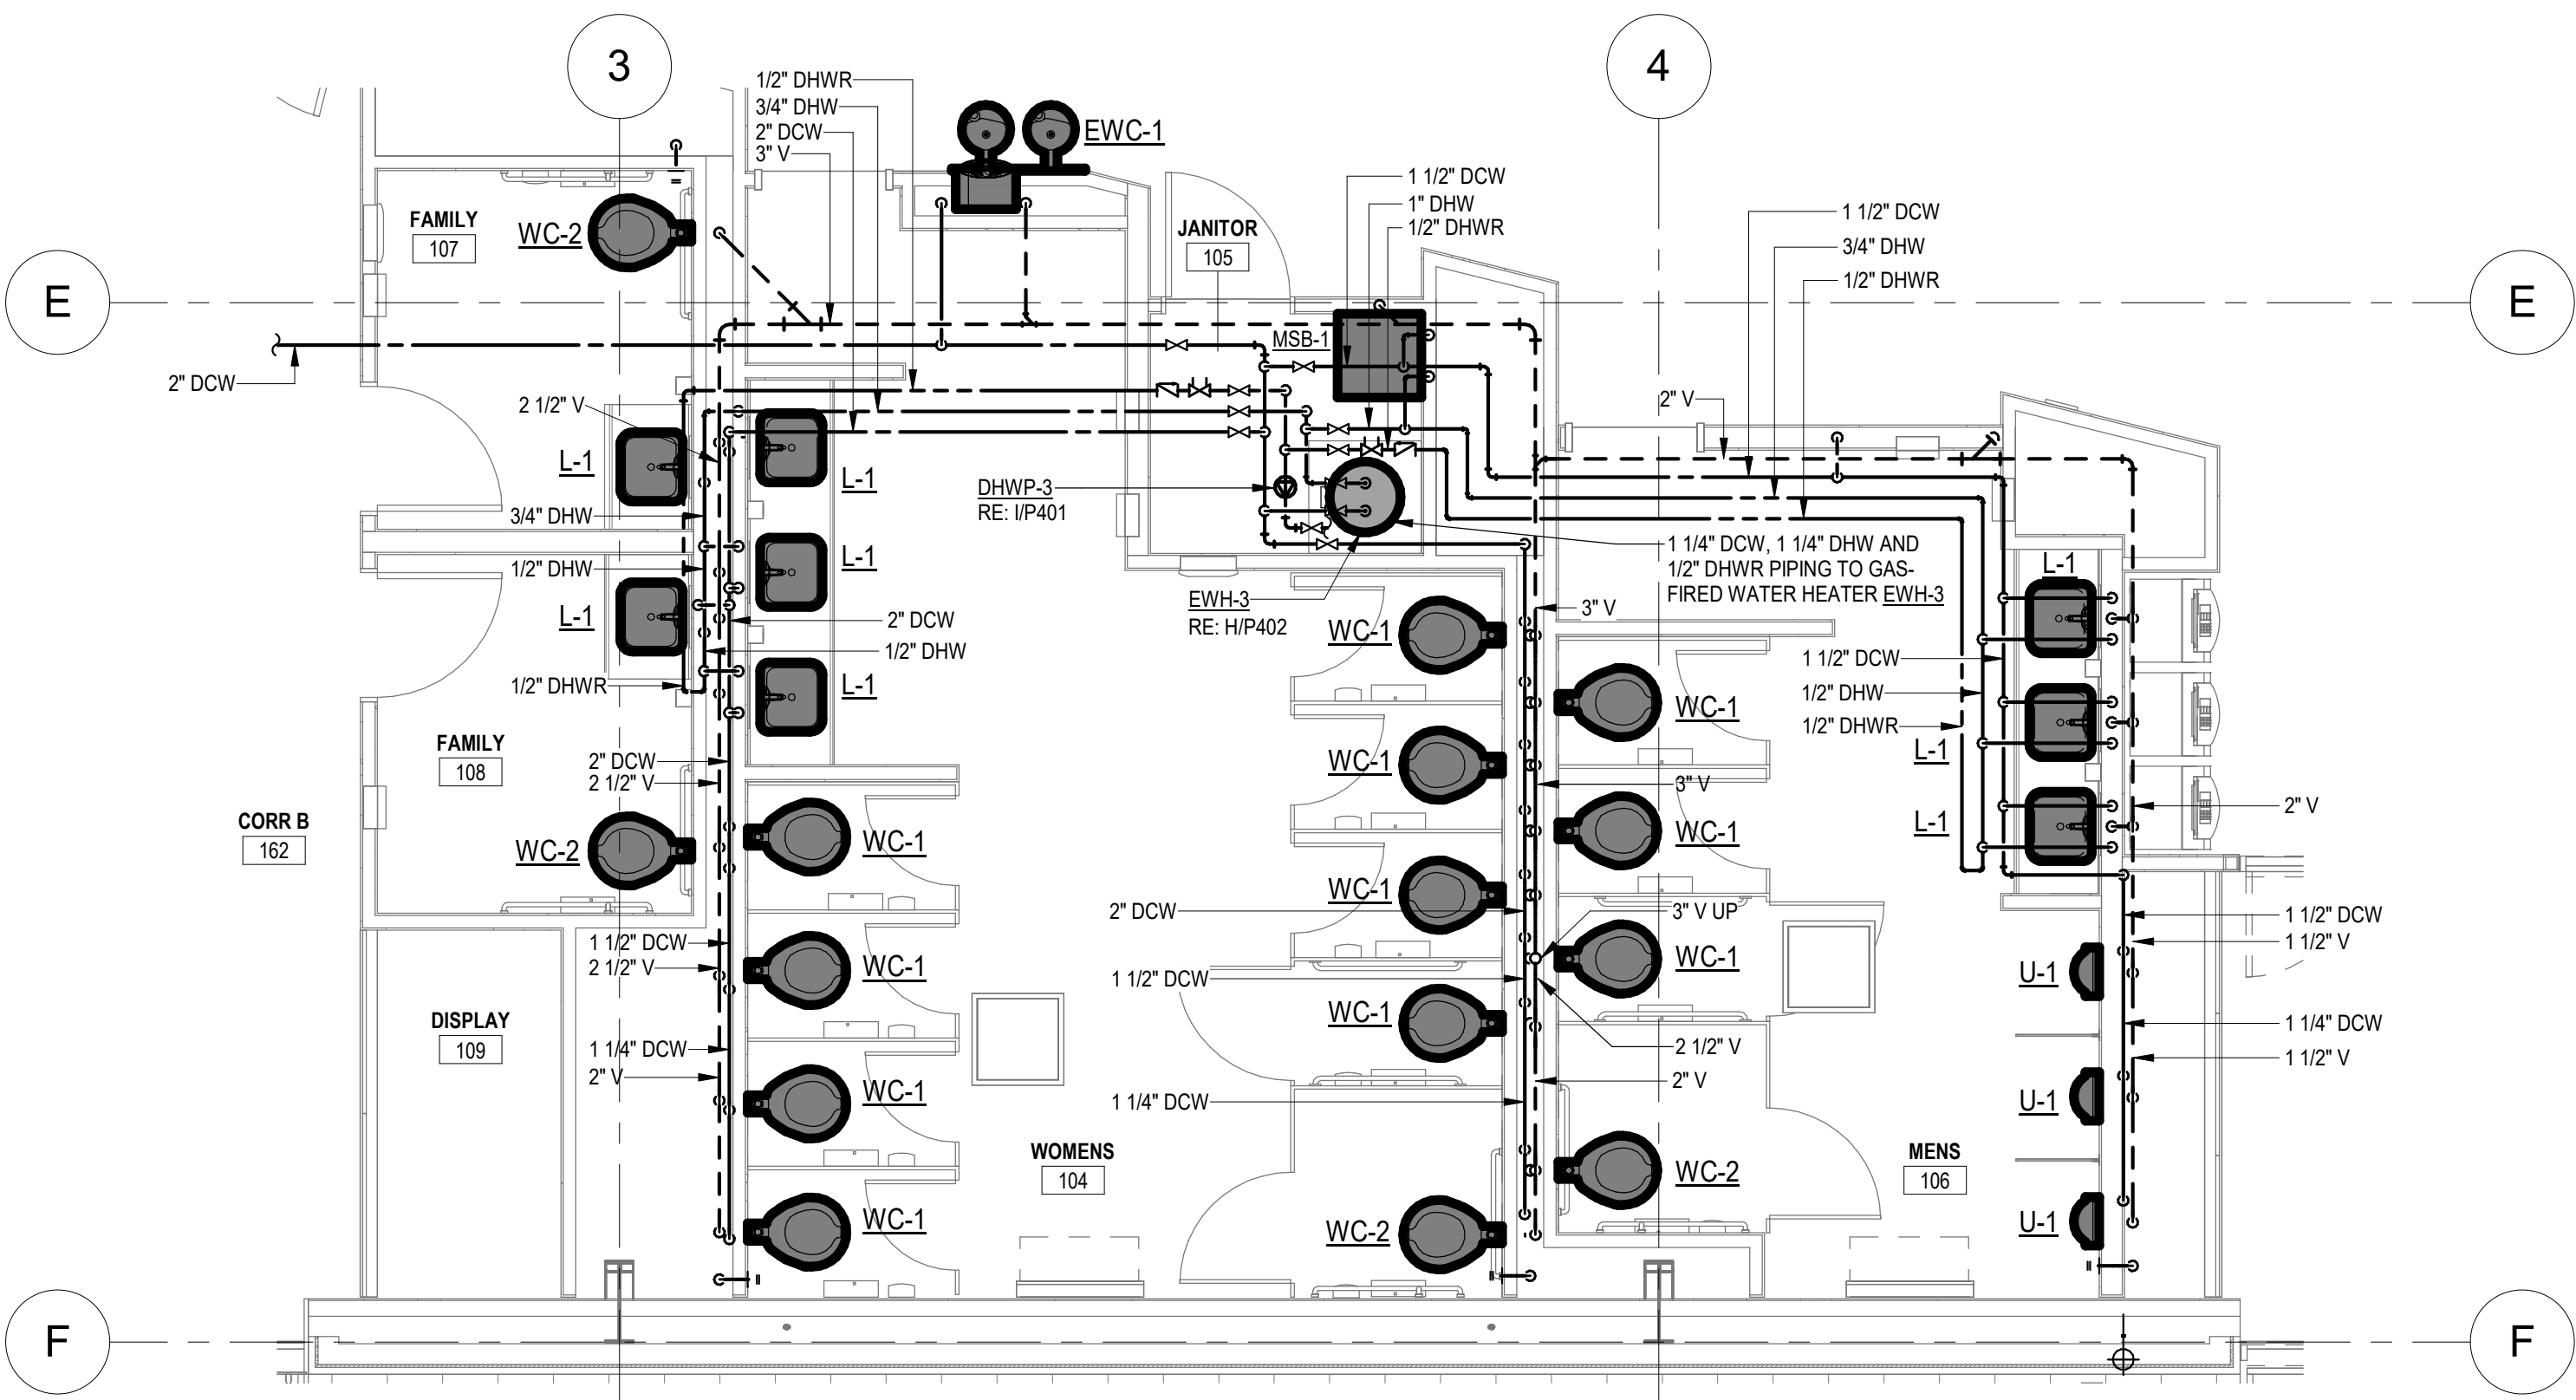 3
4
1/2" DHWR
3/4" DHW
2" DCW
3" V
EWC-1
FAMILY
107
WC-2
JANITOR
105
1 1/2" DCW
1" DHW
1/2" DHWR
1 1/2" DCW
3/4" DHW
1/2" DHWR
E
E
MSB-1
2" DCW
2 1/2" V
2" V
L-1
L-1
DHWP-3
RE: I/P401
3/4" DHW
1/2" DHW
L-1
L-1
1 1/4" DCW, 1 1/4" DHW AND
1/2" DHWR PIPING TO GAS-
FIRED WATER HEATER EWH-3
L-1
EWH-3
RE: H/P402
2" DCW
1/2" DHW
1/2" DHWR
L-1
WC-1
3" V
WC-1
1 1/2" DCW
1/2" DHW
1/2" DHWR
L-1
FAMILY
108
2" DCW
2 1/2" V
WC-1
3" V
CORR B
162
WC-2
WC-1
WC-1
L-1
2" V
WC-1
2" DCW
3" V UP
1 1/2" DCW
2 1/2" V
WC-1
1 1/2" DCW
WC-1
U-1
1 1/2" DCW
1 1/2" V
DISPLAY
109
WC-1
1 1/4" DCW
2" V
WC-1
2 1/2" V
2" V
1 1/4" DCW
U-1
1 1/4" DCW
1 1/2" V
WOMENS
104
WC-2
MENS
106
WC-1
WC-2
U-1
F
F